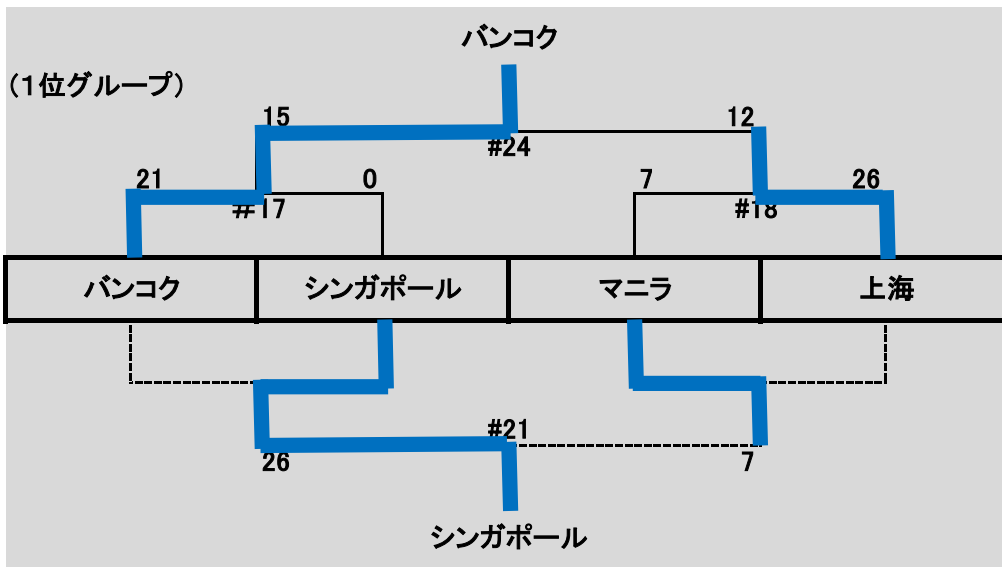 バンコク
(1位グループ)
15
12
#24
21
0
7
26
#17
#18
バンコク
シンガポール
マニラ
上海
#21
26
7
シンガポール